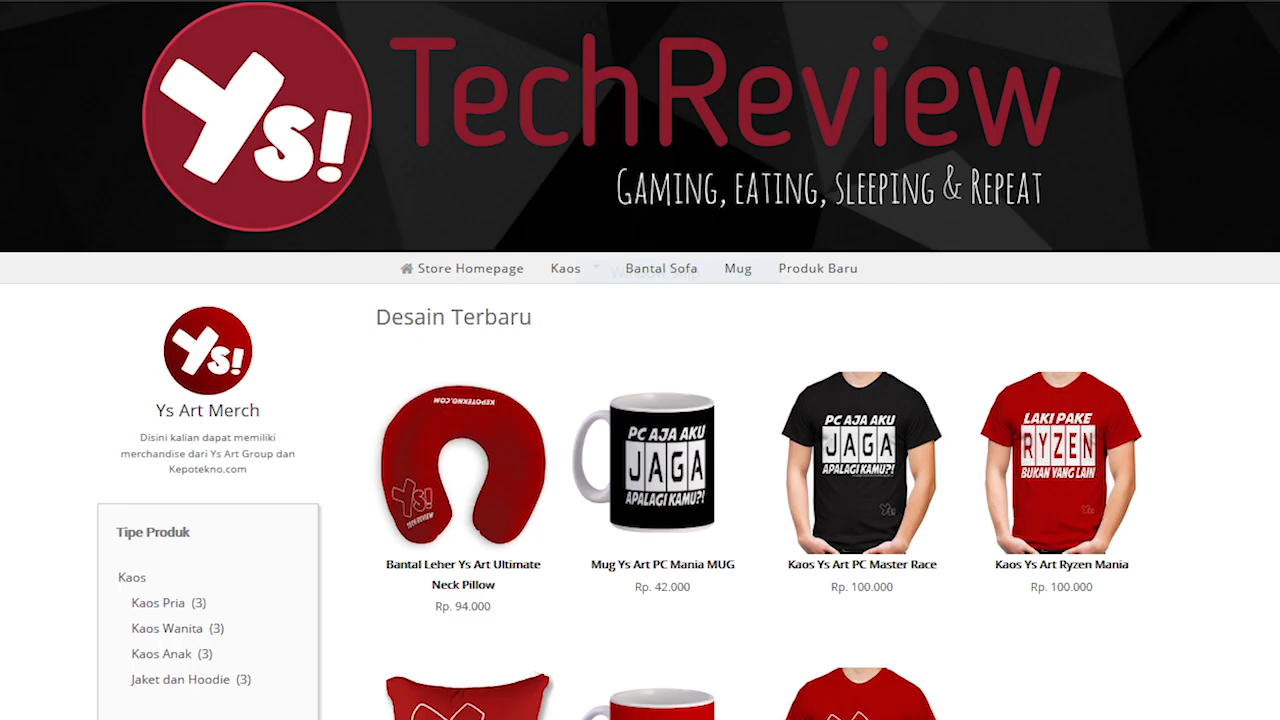 Ys!
TechReview
Gaming, eating, sleeping & Repeat
Store Homepage
Kaos
Bantal Sofa
Mug
Produk Baru
Ys!
Ys Art Merch
Disini kalian dapat memiliki
merchandise dari Ys Art Group dan
Kepotekno.com
Tipe Produk
Kaos
Kaos Pria (3)
Kaos Wanita (3)
Kaos Anak (3)
Jaket dan Hoodie (3)
Desain Terbaru
KEPOTEKNO.COM
Ys!
TECH REVIEW
Bantal Leher Ys Art Ultimate
Neck Pillow
Rp. 94.000
PC AJA AKU
JAGA
APALAGI KAMU?!
Mug Ys Art PC Mania MUG
Rp. 42.000
PC AJA AKU
JAGA
APALAGI KAMU?!
Ys!
Kaos Ys Art PC Master Race
Rp. 100.000
LAKI PAKE
RYZEN
BUKAN YANG LAIN
Ys!
Kaos Ys Art Ryzen Mania
Rp. 100.000